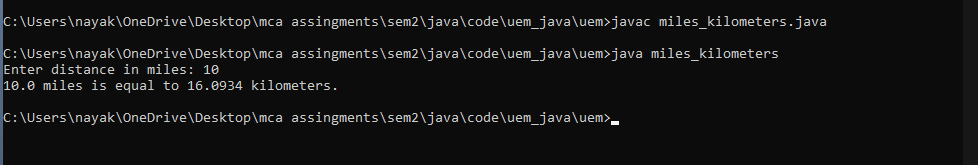 C:\Users\nayak\OneDrive\Desktop\mca assingments\sem2\java\code\uem_java\uem>javac miles_kilometers.java
C:\Users\nayak\OneDrive\Desktop\mca assingments\sem2\java\code\uem_java\uem>java miles_kilometers
Enter distance in miles: 10
10.0 miles is equal to 16.0934 kilometers.
C:\Users\nayak\OneDrive\Desktop\mca assingments\sem2\java\code\uem_java\uem>